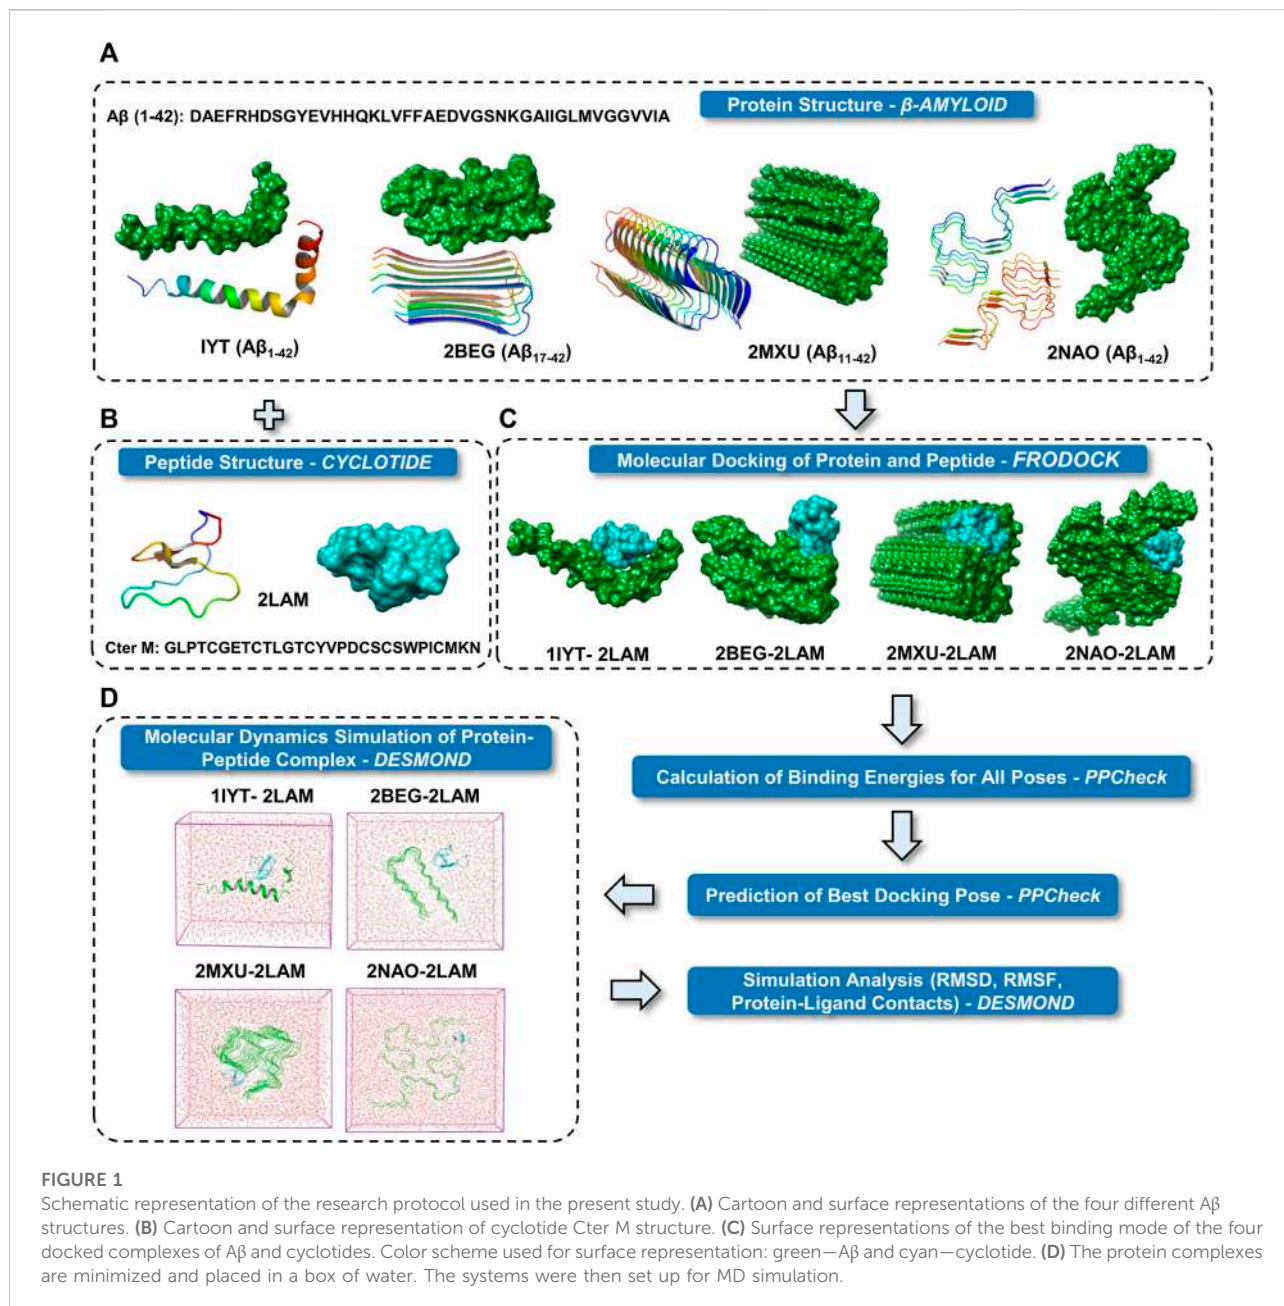 A
Protein Structure - β-AMYLOID
Aβ (1-42): DAEFRHDSGYEVHHQKLVFFAEDVGSNKGAIIGLMVGGVVIA
IYT (Aβ1-42)
2BEG (Aβ17-42)
2MXU (Aβ11-42)
2NAO (Aβ1-42)
B
Peptide Structure - CYCLOTIDE
2LAM
Cter M: GLPTCGETCTLGTCYVPDCSCSWPICMKN
C
Molecular Docking of Protein and Peptide - FRODOCK
1IYT- 2LAM
2BEG-2LAM
2MXU-2LAM
2NAO-2LAM
Calculation of Binding Energies for All Poses - PPCheck
Prediction of Best Docking Pose - PPCheck
D
Molecular Dynamics Simulation of Protein-
Peptide Complex - DESMOND
1IYT- 2LAM
2BEG-2LAM
2MXU-2LAM
2NAO-2LAM
Simulation Analysis (RMSD, RMSF,
Protein-Ligand Contacts) - DESMOND
FIGURE 1
Schematic representation of the research protocol used in the present study. (A) Cartoon and surface representations of the four different Aβ
structures. (B) Cartoon and surface representation of cyclotide Cter M structure. (C) Surface representations of the best binding mode of the four
docked complexes of Aβ and cyclotides. Color scheme used for surface representation: green—Aβ and cyan—cyclotide. (D) The protein complexes
are minimized and placed in a box of water. The systems were then set up for MD simulation.